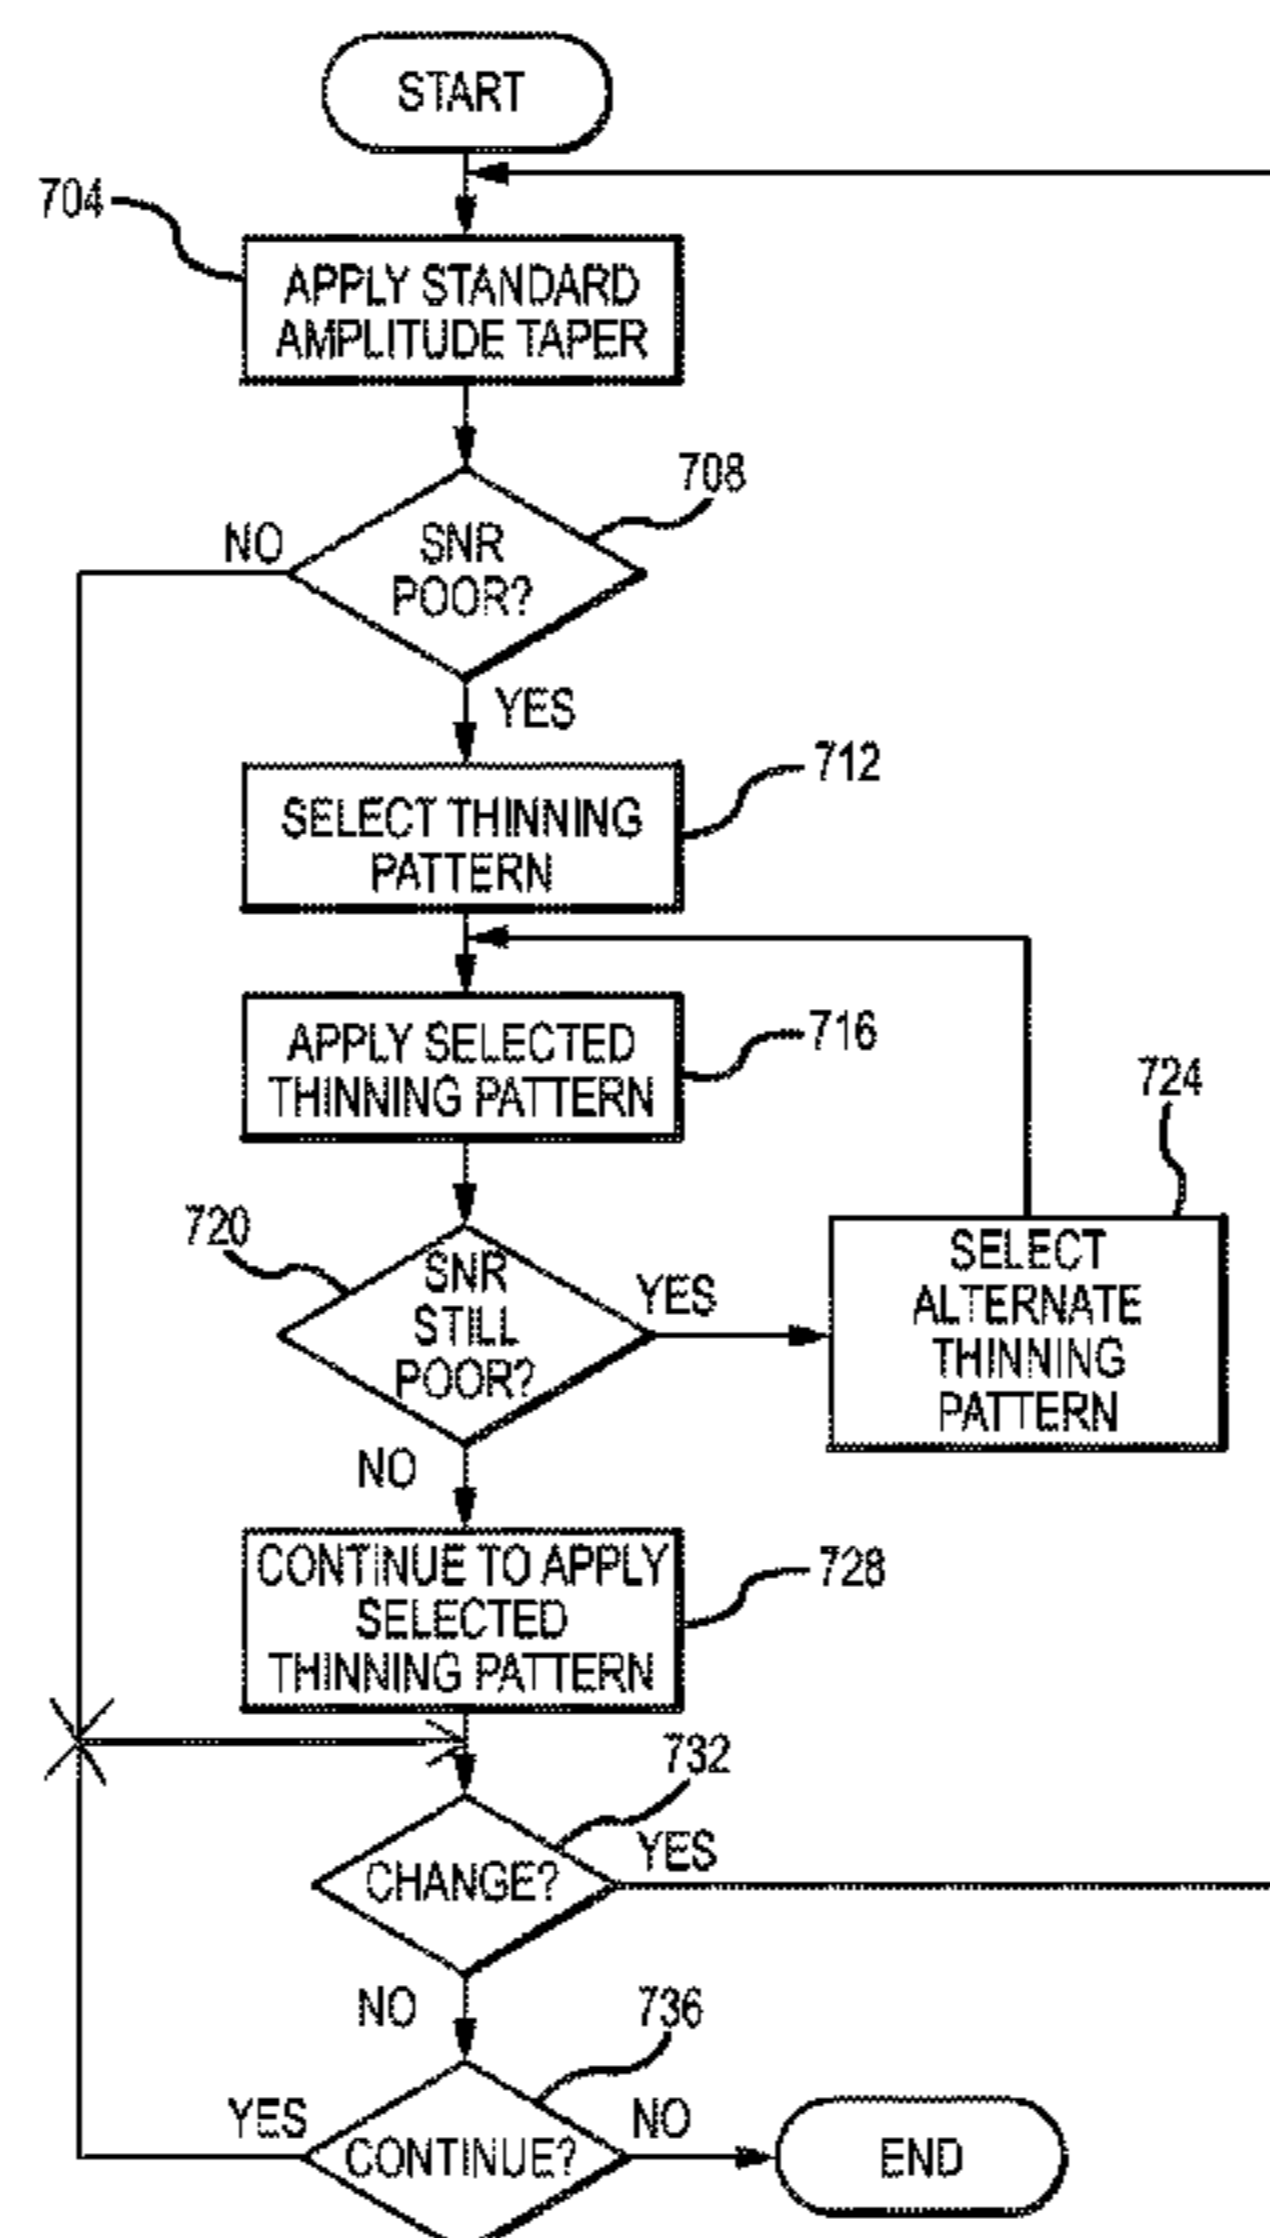 START
704
APPLY STANDARD
AMPLITUDE TAPER
708
NO
SNR
POOR?
YES
712
SELECT THINNING
PATTERN
716
APPLY SELECTED
THINNING PATTERN
724
720
SNR
STILL
POOR?
YES
SELECT
ALTERNATE
THINNING
PATTERN
NO
CONTINUE TO APPLY
SELECTED
THINNING PATTERN
728
732
YES
CHANGE?
NO
736
YES
CONTINUE?
NO
END